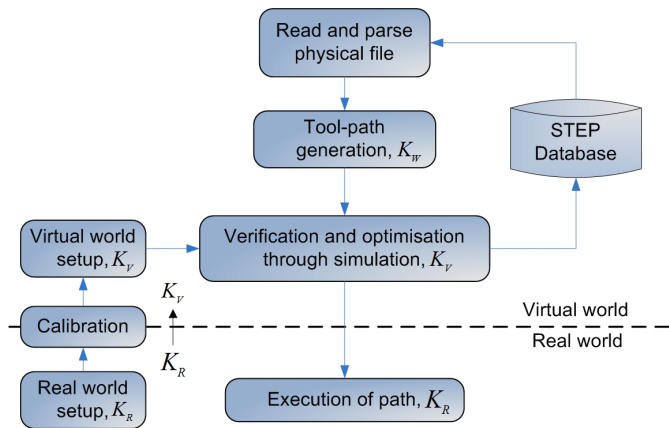 Read and parse
physical file
Tool-path
generation, K_W
STEP
Database
Virtual world
setup, K_V
Verification and optimisation
through simulation, K_V
K_V
Calibration
Virtual world
Real world
K_R
Real world
setup, K_R
Execution of path, K_R